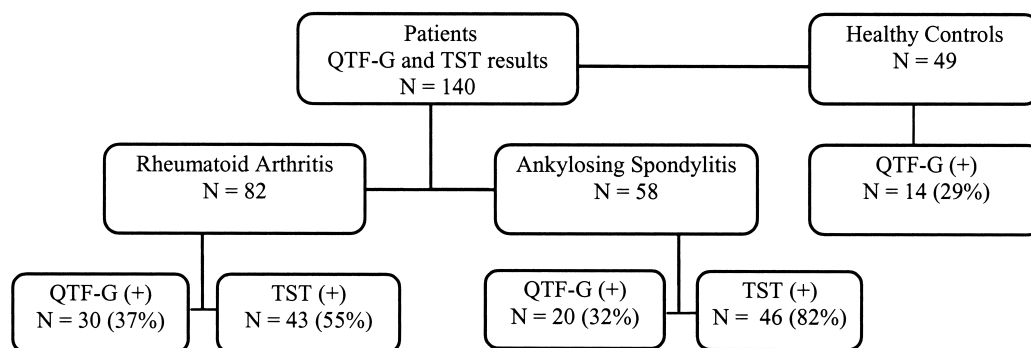 Patients
QTF-G and TST results
N = 140
Healthy Controls
N = 49
Rheumatoid Arthritis
N = 82
Ankylosing Spondylitis
N = 58
QTF-G (+)
N = 14 (29%)
QTF-G (+)
N = 30 (37%)
TST (+)
N = 43 (55%)
QTF-G (+)
N = 20 (32%)
TST (+)
N = 46 (82%)